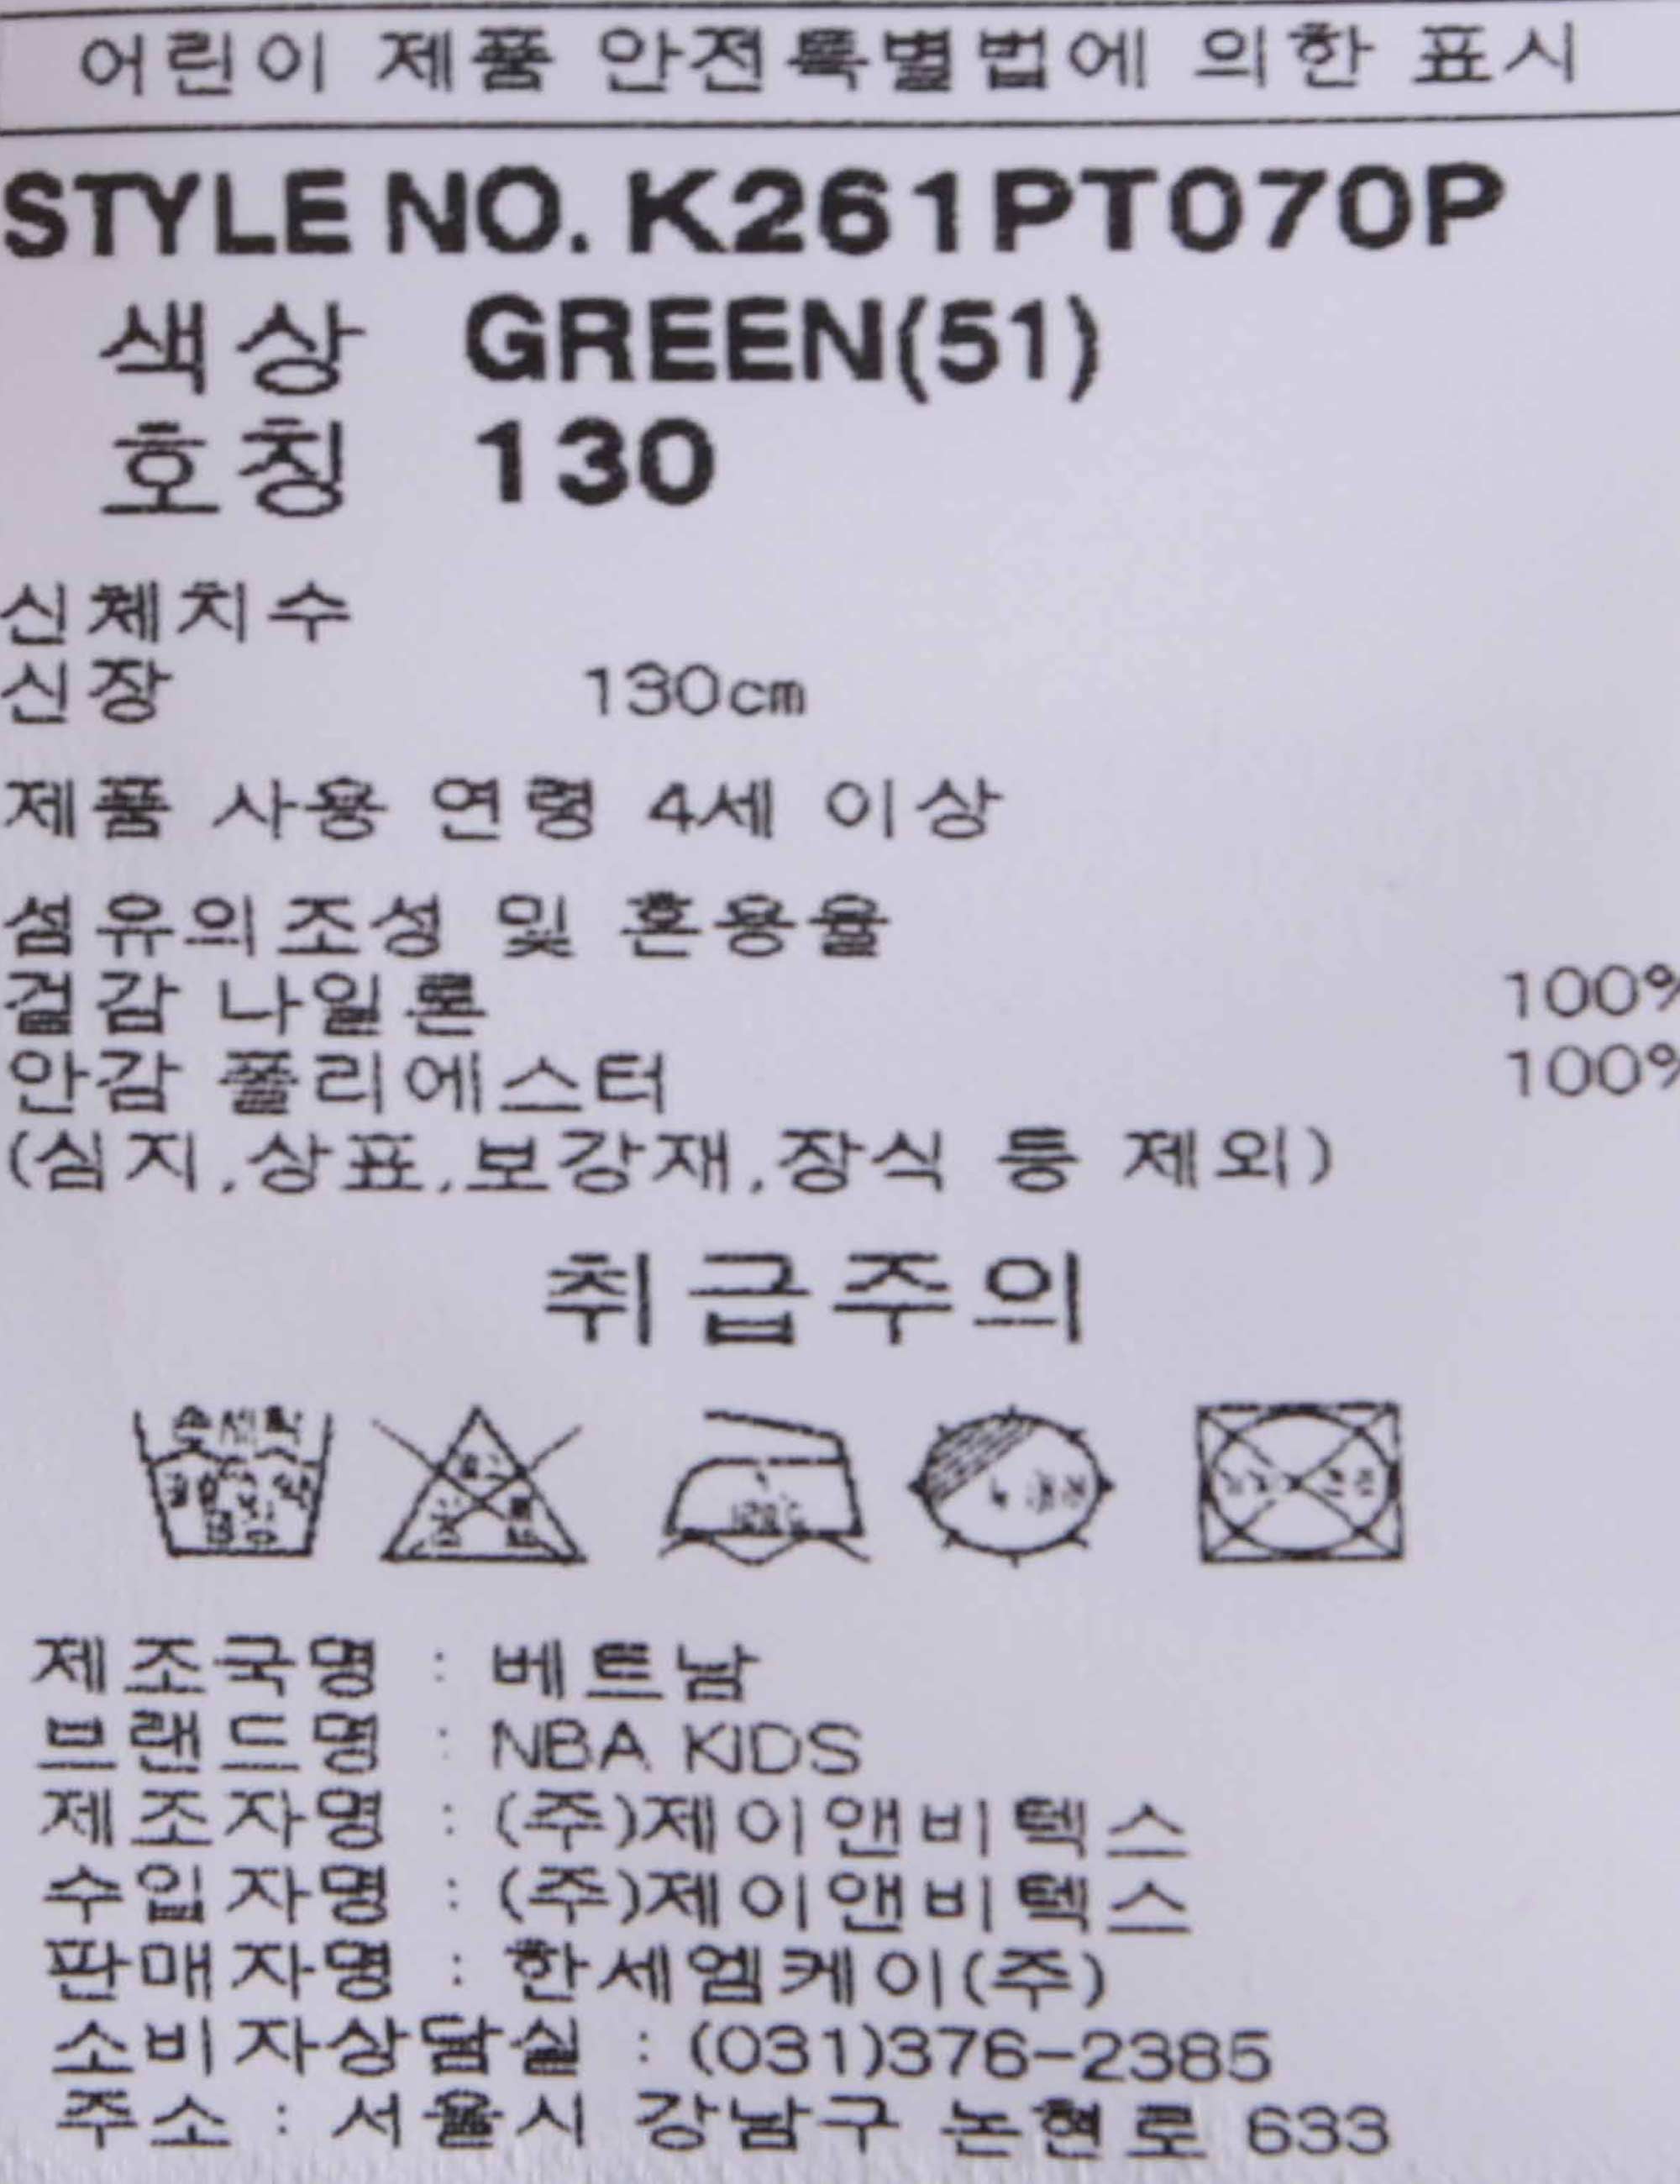 어린이 제품 안전특별법에 의한 표시
STYLE NO. K261PT070P
색상 GREEN(51)
호칭 130
신체치수
신장 130cm
제품 사용 연령 4세 이상
섬유의조성 및 혼용율
겉감 나일론 100%
안감 폴리에스터 100%
(심지,상표,보강재,장식 등 제외)
취급주의
손세탁
제조국명 : 베트남
브랜드명 : NBA KIDS
제조자명 : (주)제이앤비텍스
수입자명 : (주)제이앤비텍스
판매자명 : 한세엠케이(주)
소비자상담실 : (031)376-2385
주소 : 서울시 강남구 논현로 633